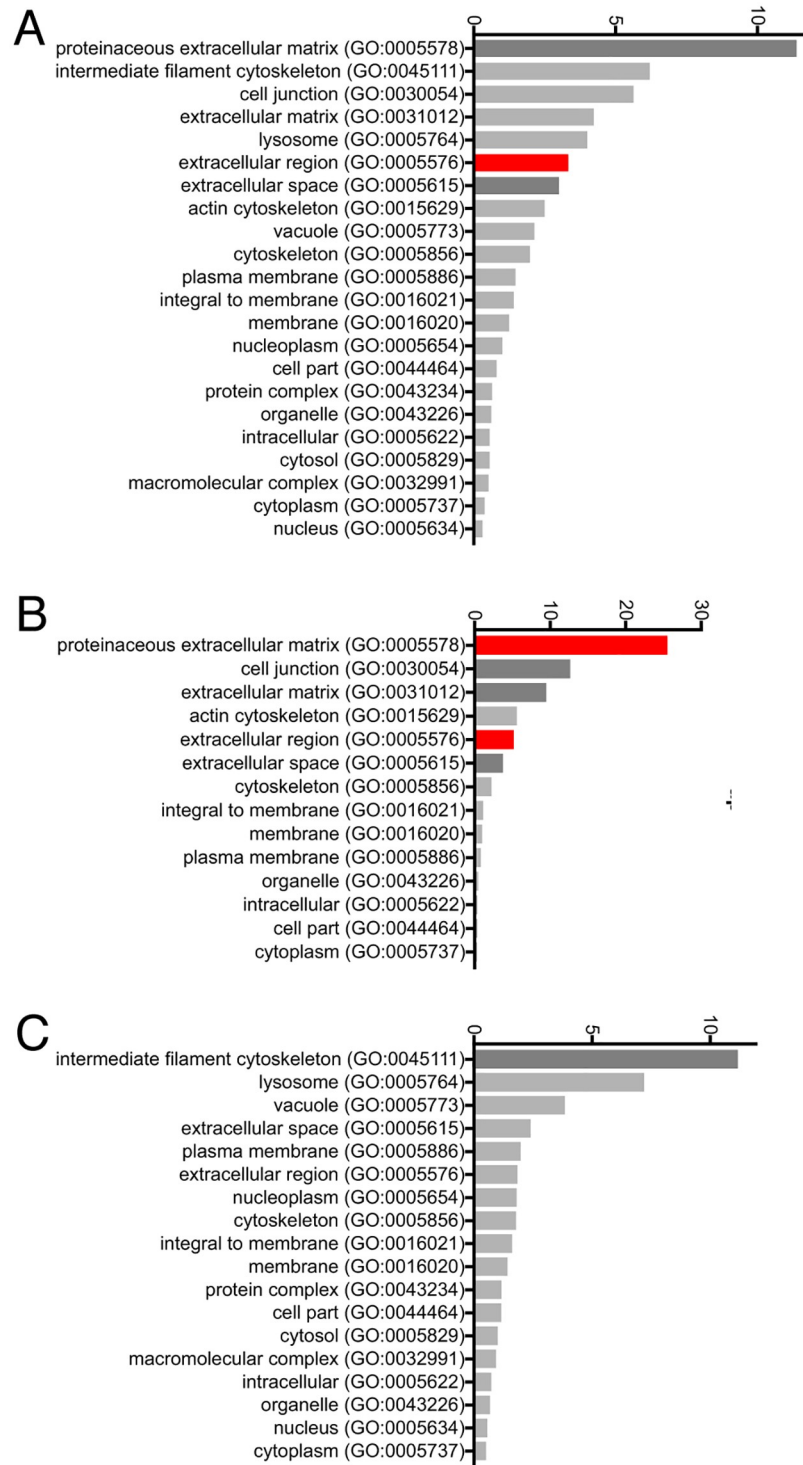 A
0 5 10
proteinaceous extracellular matrix (GO:0005578)
intermediate filament cytoskeleton (GO:0045111)
cell junction (GO:0030054)
extracellular matrix (GO:0031012)
lysosome (GO:0005764)
extracellular region (GO:0005576)
extracellular space (GO:0005615)
actin cytoskeleton (GO:0015629)
vacuole (GO:0005773)
cytoskeleton (GO:0005856)
plasma membrane (GO:0005886)
integral to membrane (GO:0016021)
membrane (GO:0016020)
nucleoplasm (GO:0005654)
cell part (GO:0044464)
protein complex (GO:0043234)
organelle (GO:0043226)
intracellular (GO:0005622)
cytosol (GO:0005829)
macromolecular complex (GO:0032991)
cytoplasm (GO:0005737)
nucleus (GO:0005634)
B
0 10 20 30
proteinaceous extracellular matrix (GO:0005578)
cell junction (GO:0030054)
extracellular matrix (GO:0031012)
actin cytoskeleton (GO:0015629)
extracellular region (GO:0005576)
extracellular space (GO:0005615)
cytoskeleton (GO:0005856)
integral to membrane (GO:0016021)
membrane (GO:0016020)
plasma membrane (GO:0005886)
organelle (GO:0043226)
intracellular (GO:0005622)
cell part (GO:0044464)
cytoplasm (GO:0005737)
C
0 5 10
intermediate filament cytoskeleton (GO:0045111)
lysosome (GO:0005764)
vacuole (GO:0005773)
extracellular space (GO:0005615)
plasma membrane (GO:0005886)
extracellular region (GO:0005576)
nucleoplasm (GO:0005654)
cytoskeleton (GO:0005856)
integral to membrane (GO:0016021)
membrane (GO:0016020)
protein complex (GO:0043234)
cell part (GO:0044464)
cytosol (GO:0005829)
macromolecular complex (GO:0032991)
intracellular (GO:0005622)
organelle (GO:0043226)
nucleus (GO:0005634)
cytoplasm (GO:0005737)